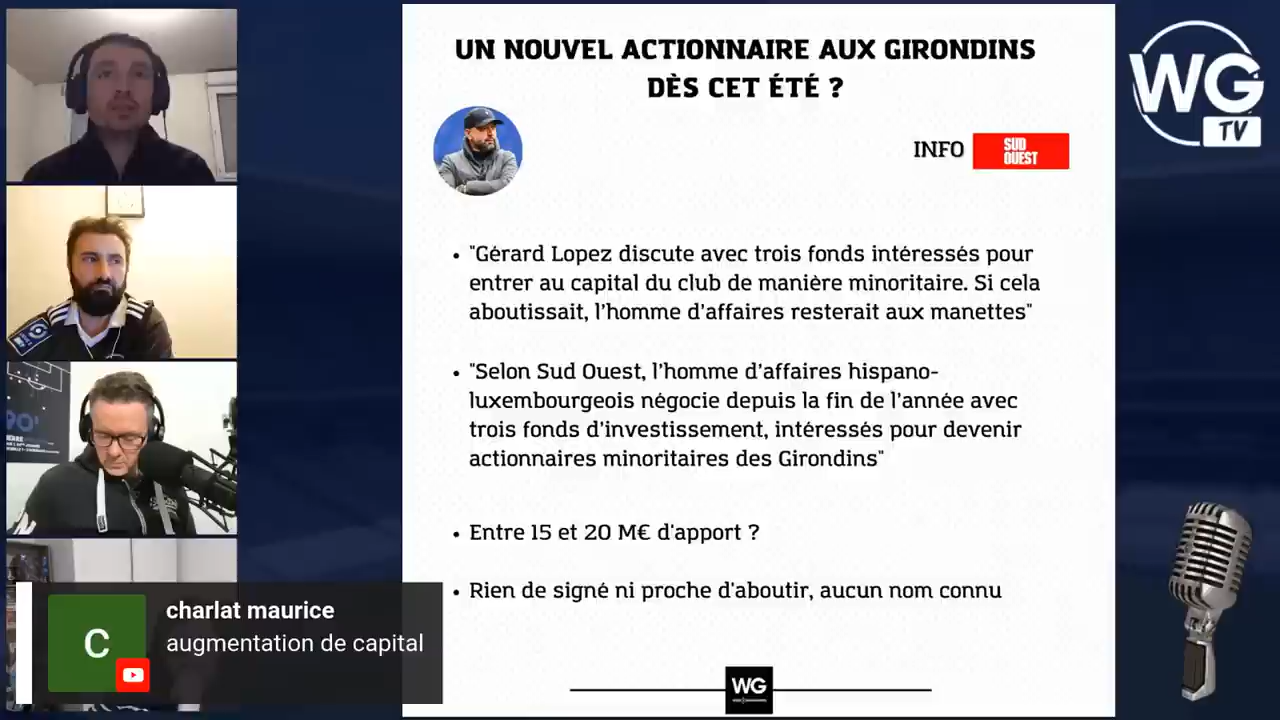 UN NOUVEL ACTIONNAIRE AUX GIRONDINS
DÈS CET ÉTÉ ?
INFO
SUD
OUEST
WG
TV
• "Gérard Lopez discute avec trois fonds intéressés pour
entrer au capital du club de manière minoritaire. Si cela
aboutissait, l'homme d'affaires resterait aux manettes"
• "Selon Sud Ouest, l'homme d'affaires hispano-
luxembourgeois négocie depuis la fin de l'année avec
trois fonds d'investissement, intéressés pour devenir
actionnaires minoritaires des Girondins"
• Entre 15 et 20 M€ d'apport ?
• Rien de signé ni proche d'aboutir, aucun nom connu
WG
90'
C
charlat maurice
augmentation de capital